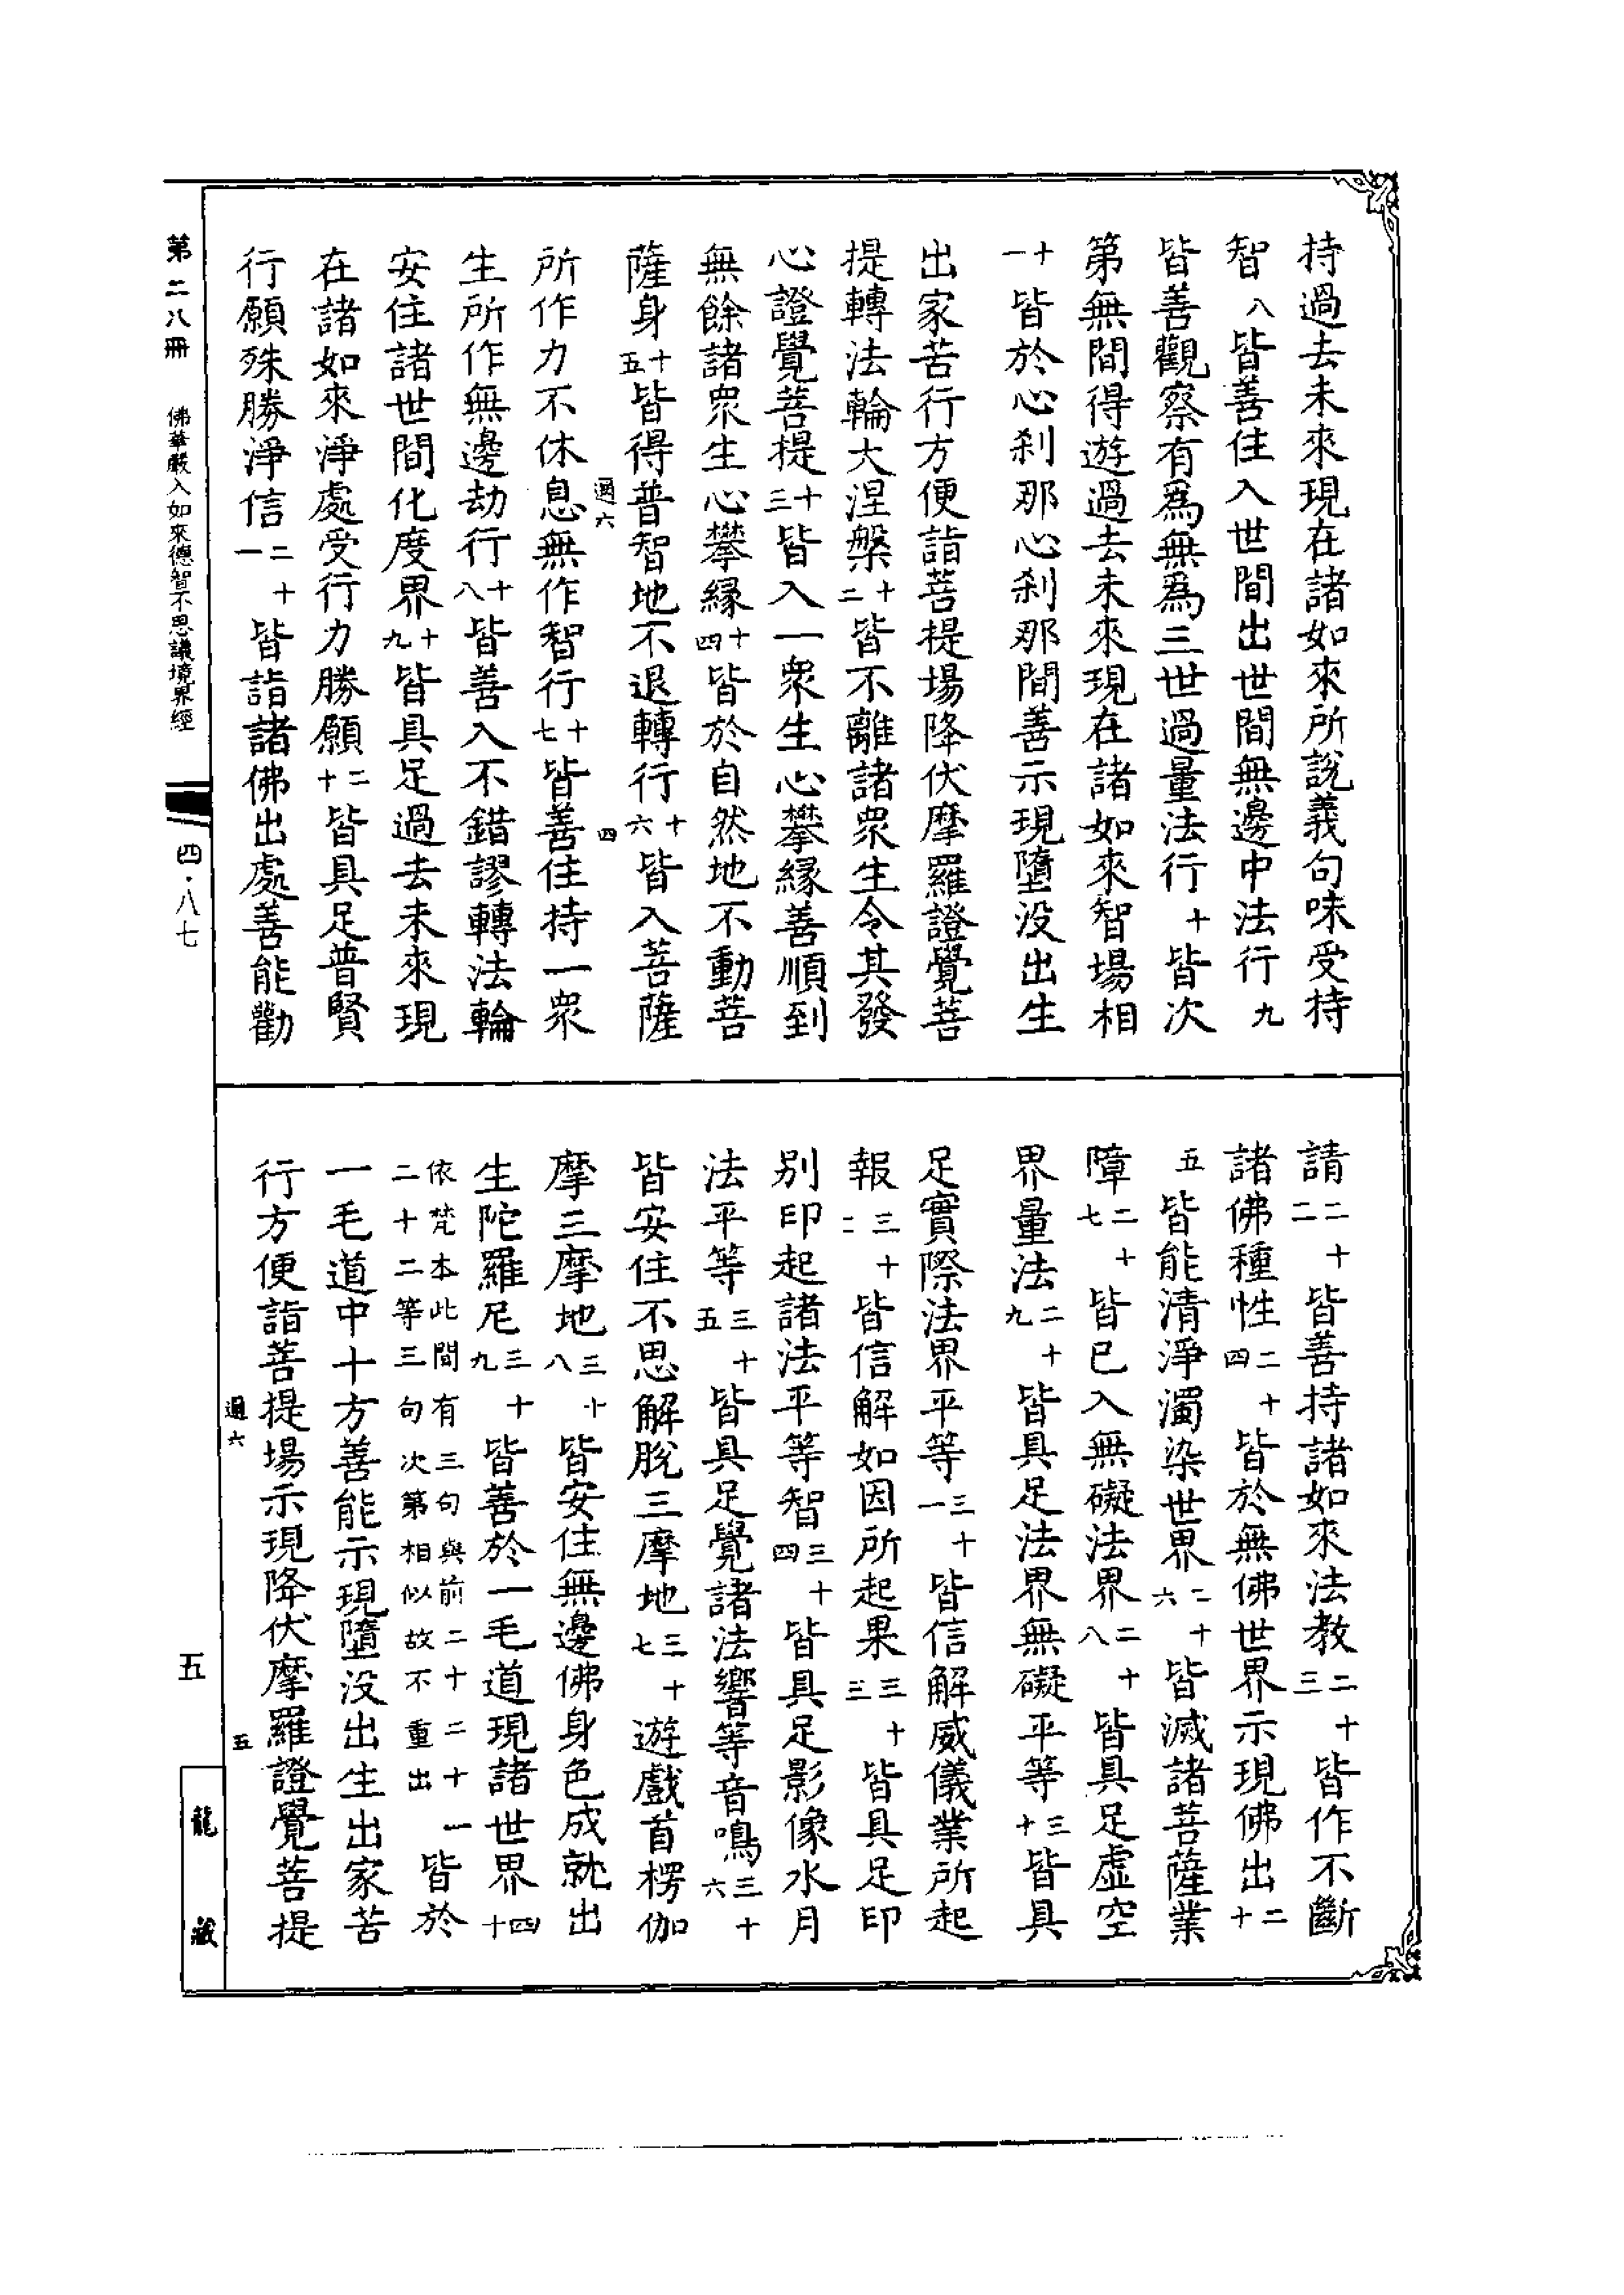 持過去未來現在諸如來所說義句味受持
智八皆善住入世間出世間無邊中法行九
皆善觀察有爲無爲三世過量法行十皆次
第無間得遊過去未來現在諸如來智場相
十一皆於心刹那心刹那間善示現墮没出生
出家苦行方便詣菩提場降伏摩羅證覺菩
提轉法輪大涅槃十二皆不離諸衆生令其發
心證覺菩提十三皆入一衆生心攀緣善順到
無餘諸衆生心攀緣十四皆於自然地不動菩
薩身十五皆得普智地不退轉行十六皆入菩薩
通六
四
所作力不休息無作智行十七皆善住持一衆
生所作無邊劫行十八皆善入不錯謬轉法輪
安住諸世間化度界十九皆具足過去未來現
在諸如來淨處受行力勝願二十皆具足普賢
行願殊勝淨信二十一皆詣諸佛出處善能勸
請二十二皆善持諸如來法教二十三皆作不斷
諸佛種性二十四皆於無佛世界示現佛出二十
五皆能清淨濁染世界二十六皆滅諸菩薩業
障二十七皆已入無礙法界二十八皆具足虛空
界量法二十九皆具足法界無礙平等三十皆具
足實際法界平等三十一皆信解威儀業所起
報三十二皆信解如因所起果三十三皆具足印
别印起諸法平等智三十四皆具足影像水月
法平等三十五皆具足覺諸法響等音鳴三十六
皆安住不思解脫三摩地三十七遊戲首楞伽
摩三摩地三十八皆安住無邊佛身色成就出
生陀羅尼三十九皆善於一毛道現諸世界四十
依梵本此間有三句與前二十二十一
二十二等三句次第相似故不重出
皆於
一毛道中十方善能示現墮没出生出家苦
行方便詣菩提場示現降伏摩羅證覺菩提
通六
五
第二八冊
佛華嚴入如來德智不思議境界經
四·八七
五
龍藏